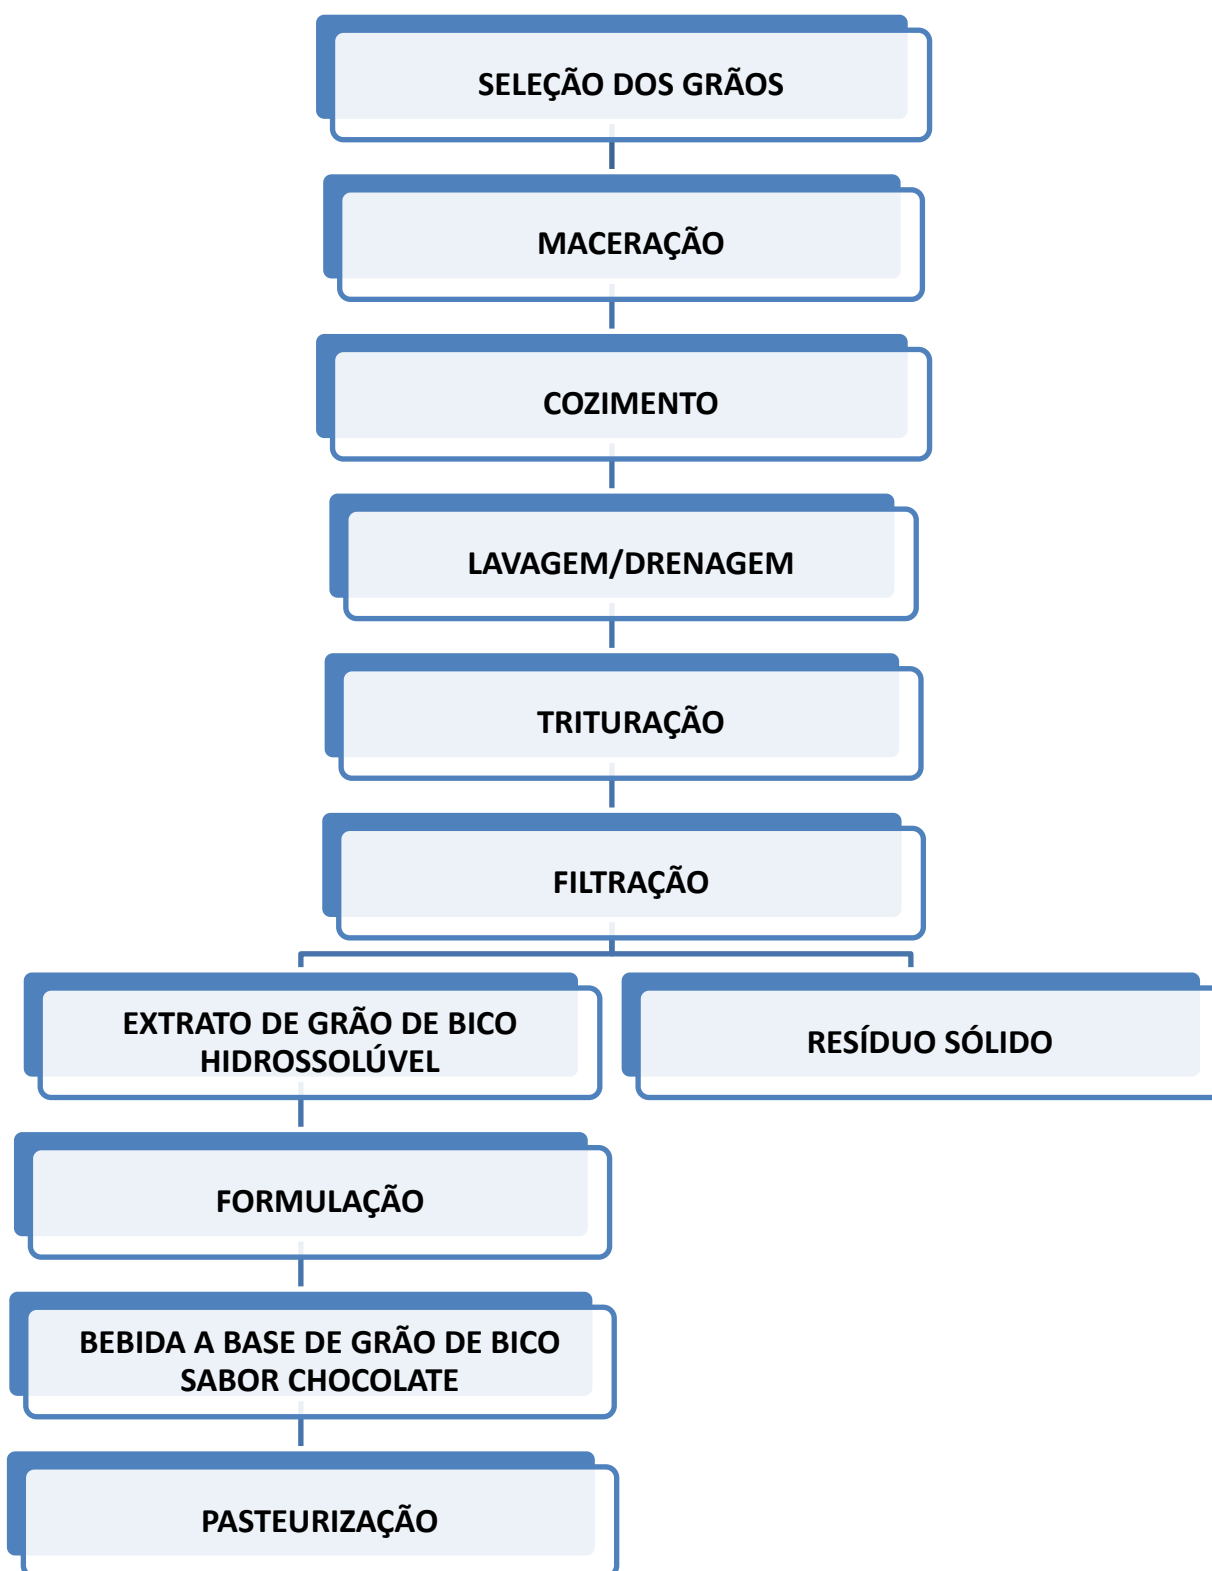 SELEÇÃO DOS GRÃOS
MACERAÇÃO
COZIMENTO
LAVAGEM/DRENAGEM
TRITURAÇÃO
FILTRAÇÃO
EXTRATO DE GRÃO DE BICO
HIDROSSOLÚVEL
RESÍDUO SÓLIDO
FORMULAÇÃO
BEBIDA A BASE DE GRÃO DE BICO
SABOR CHOCOLATE
PASTEURIZAÇÃO